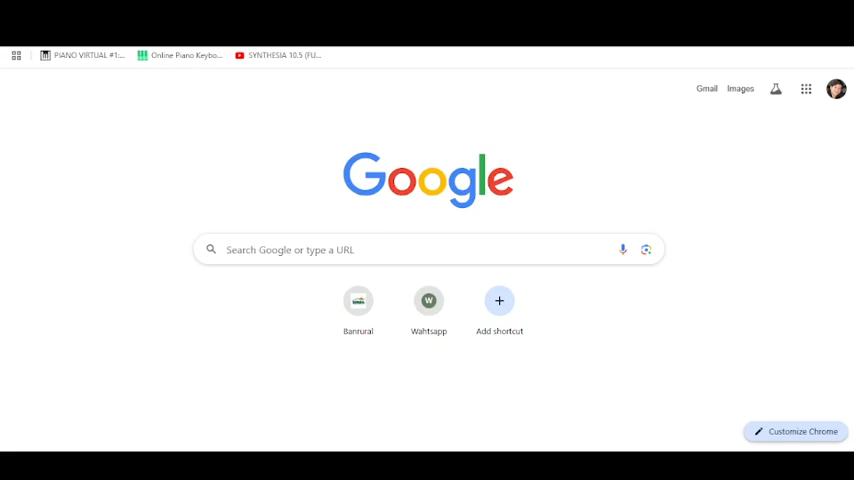 PIANO VIRTUAL #1:... Online Piano Keybo... SYNTHESIA 10.5 (FU...
Gmail Images
Google
Search Google or type a URL
W
Banrural Wahtsapp Add shortcut
Customize Chrome